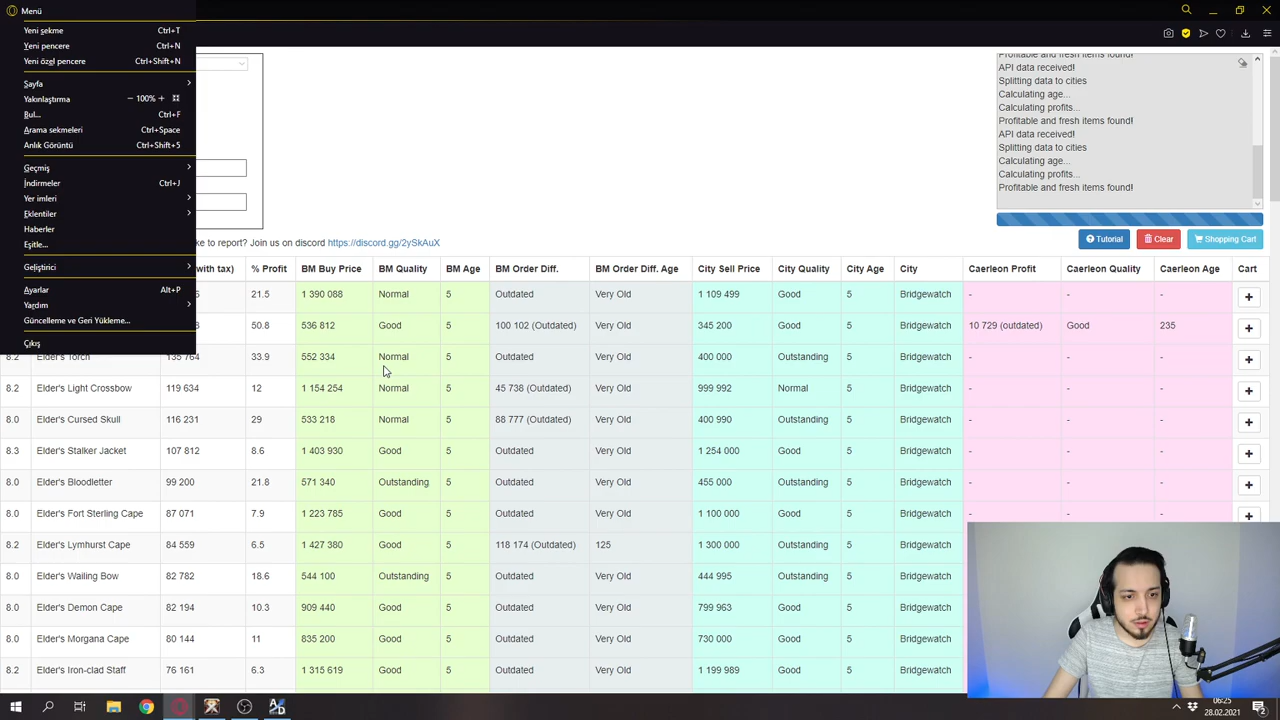 Menü
Yeni sekme Ctrl+T
Yeni pencere Ctrl+N
Yeni özel pencere Ctrl+Shift+N
Sayfa
Yakınlaştırma − 100% +
Bul... Ctrl+F
Arama sekmeleri Ctrl+Space
Anlık Görüntü Ctrl+Shift+5
Geçmiş
İndirmeler Ctrl+J
Yer imleri
Eklentiler
Haberler
Eşitle...
Geliştirici
Ayarlar Alt+P
Yardım
Güncelleme ve Geri Yükleme...
Çıkış
Profitable and fresh items found!
API data received!
Splitting data to cities
Calculating age...
Calculating profits...
Profitable and fresh items found!
API data received!
Splitting data to cities
Calculating age...
Calculating profits...
Profitable and fresh items found!
Tutorial Clear Shopping Cart
ke to report? Join us on discord https://discord.gg/2ySkAuX
with tax) % Profit BM Buy Price BM Quality BM Age BM Order Diff. BM Order Diff. Age City Sell Price City Quality City Age City Caerleon Profit Caerleon Quality Caerleon Age Cart
5 21.5 1 390 088 Normal 5 Outdated Very Old 1 109 499 Good 5 Bridgewatch - - - +
8 50.8 536 812 Good 5 100 102 (Outdated) Very Old 345 200 Good 5 Bridgewatch 10 729 (outdated) Good 235 +
8.2 Elder's Torch 135 764 33.9 552 334 Normal 5 Outdated Very Old 400 000 Outstanding 5 Bridgewatch - - - +
8.2 Elder's Light Crossbow 119 634 12 1 154 254 Normal 5 45 738 (Outdated) Very Old 999 992 Normal 5 Bridgewatch - - - +
8.0 Elder's Cursed Skull 116 231 29 533 218 Normal 5 88 777 (Outdated) Very Old 400 990 Outstanding 5 Bridgewatch - - - +
8.3 Elder's Stalker Jacket 107 812 8.6 1 403 930 Good 5 Outdated Very Old 1 254 000 Good 5 Bridgewatch - - - +
8.0 Elder's Bloodletter 99 200 21.8 571 340 Outstanding 5 Outdated Very Old 455 000 Outstanding 5 Bridgewatch - - - +
8.0 Elder's Fort Sterling Cape 87 071 7.9 1 223 785 Good 5 Outdated Very Old 1 100 000 Good 5 Bridgewatch - - - +
8.2 Elder's Lymhurst Cape 84 559 6.5 1 427 380 Good 5 118 174 (Outdated) 125 1 300 000 Outstanding 5 Bridgewatch
8.0 Elder's Wailing Bow 82 782 18.6 544 100 Outstanding 5 Outdated Very Old 444 995 Outstanding 5 Bridgewatch
8.0 Elder's Demon Cape 82 194 10.3 909 440 Good 5 Outdated Very Old 799 963 Good 5 Bridgewatch
8.0 Elder's Morgana Cape 80 144 11 835 200 Good 5 Outdated Very Old 730 000 Good 5 Bridgewatch
8.2 Elder's Iron-clad Staff 76 161 6.3 1 315 619 Good 5 Outdated Very Old 1 199 989 Good 5 Bridgewatch
06:25
28.02.2021
2